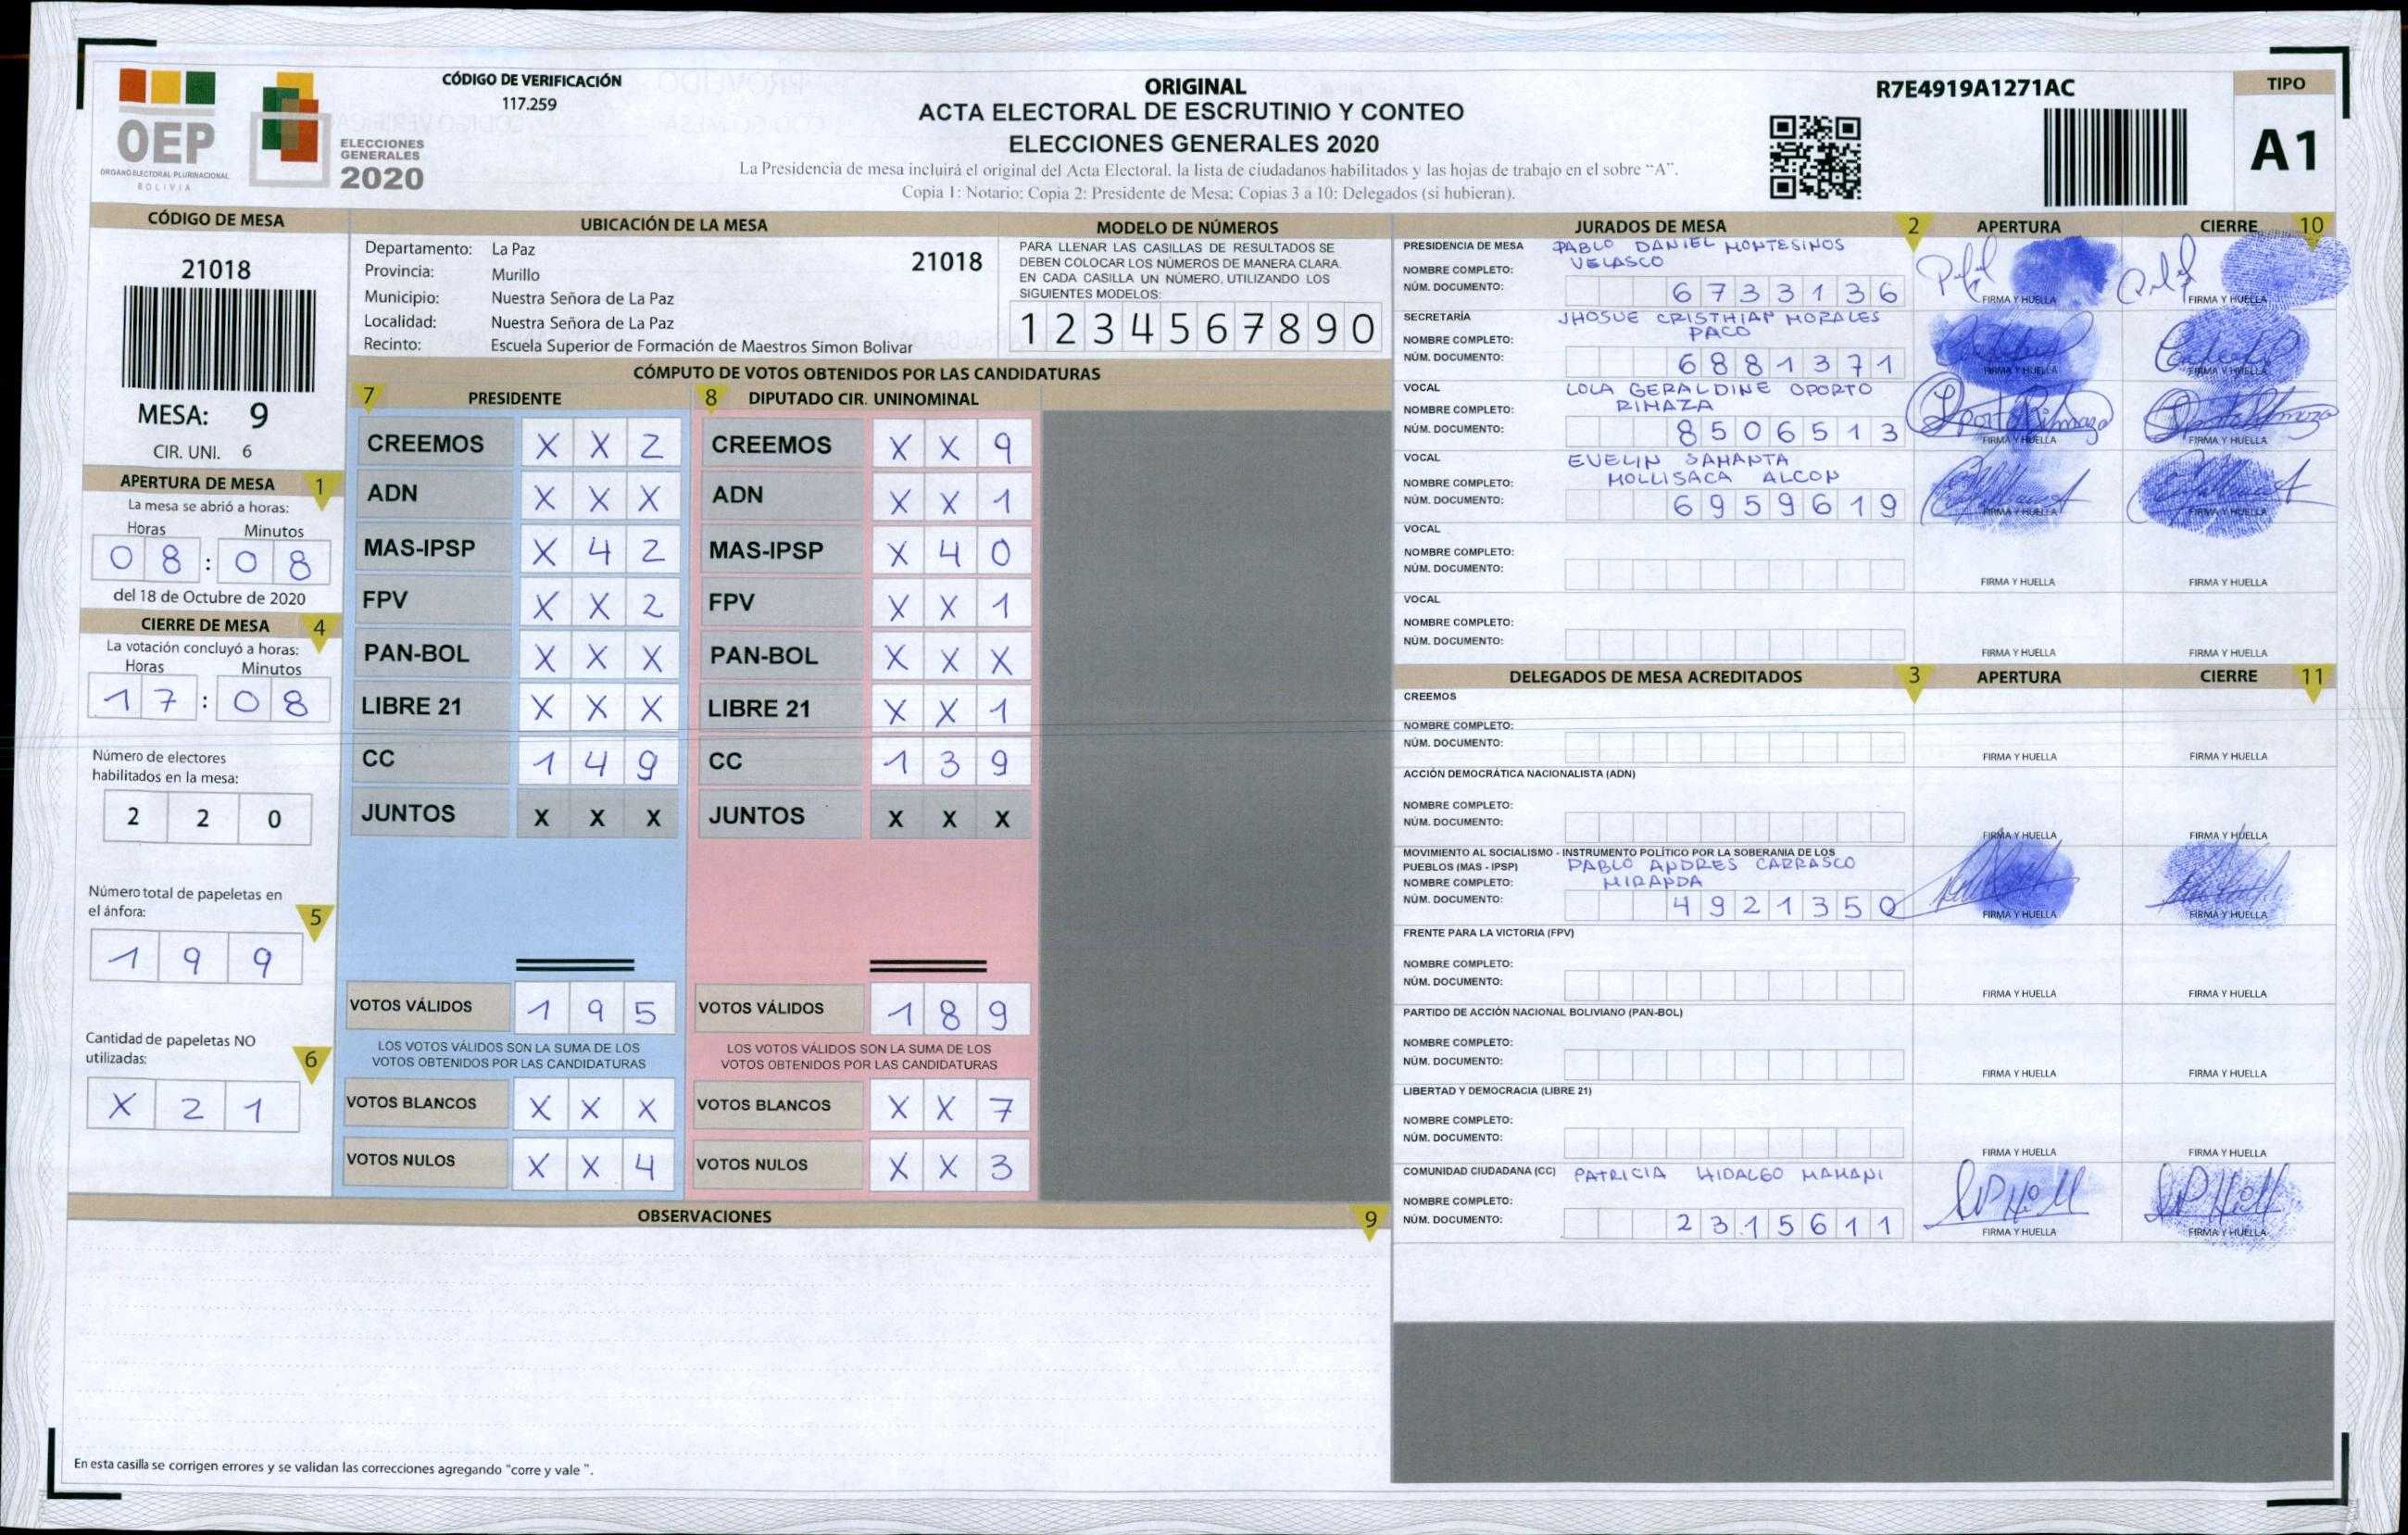 OEP
ORGANO ELECTORAL PLURINACIONAL
BOLIVIA
ELECCIONES
GENERALES
2020
CÓDIGO DE VERIFICACIÓN
117.259
ORIGINAL
ACTA ELECTORAL DE ESCRUTINIO Y CONTEO
ELECCIONES GENERALES 2020
La Presidencia de mesa incluirá el original del Acta Electoral, la lista de ciudadanos habilitados y las hojas de trabajo en el sobre "A".
Copia 1: Notario; Copia 2: Presidente de Mesa; Copias 3 a 10: Delegados (si hubieran).
R7E4919A1271AC
TIPO
A1
CÓDIGO DE MESA
21018
MESA: 9
CIR. UNI. 6
APERTURA DE MESA 1
La mesa se abrió a horas:
Horas Minutos
0 8 : 0 8
del 18 de Octubre de 2020
CIERRE DE MESA 4
La votación concluyó a horas:
Horas Minutos
1 7 : 0 8
Número de electores
habilitados en la mesa:
2 2 0
Número total de papeletas en
el ánfora: 5
1 9 9
Cantidad de papeletas NO
utilizadas: 6
X 2 1
UBICACIÓN DE LA MESA
Departamento: La Paz
21018
Provincia: Murillo
Municipio: Nuestra Señora de La Paz
Localidad: Nuestra Señora de La Paz
Recinto: Escuela Superior de Formación de Maestros Simon Bolivar
MODELO DE NÚMEROS
PARA LLENAR LAS CASILLAS DE RESULTADOS SE
DEBEN COLOCAR LOS NÚMEROS DE MANERA CLARA.
EN CADA CASILLA UN NÚMERO, UTILIZANDO LOS
SIGUIENTES MODELOS:
1 2 3 4 5 6 7 8 9 0
CÓMPUTO DE VOTOS OBTENIDOS POR LAS CANDIDATURAS
7 PRESIDENTE
CREEMOS X X 2
ADN X X X
MAS-IPSP X 4 2
FPV X X 2
PAN-BOL X X X
LIBRE 21 X X X
CC 1 4 9
JUNTOS X X X
VOTOS VÁLIDOS 1 9 5
LOS VOTOS VÁLIDOS SON LA SUMA DE LOS
VOTOS OBTENIDOS POR LAS CANDIDATURAS
VOTOS BLANCOS X X X
VOTOS NULOS X X 4
8 DIPUTADO CIR. UNINOMINAL
CREEMOS X X 9
ADN X X 1
MAS-IPSP X 4 0
FPV X X 1
PAN-BOL X X X
LIBRE 21 X X 1
CC 1 3 9
JUNTOS X X X
VOTOS VÁLIDOS 1 8 9
LOS VOTOS VÁLIDOS SON LA SUMA DE LOS
VOTOS OBTENIDOS POR LAS CANDIDATURAS
VOTOS BLANCOS X X 7
VOTOS NULOS X X 3
OBSERVACIONES 9
En esta casilla se corrigen errores y se validan las correcciones agregando "corre y vale ".
JURADOS DE MESA 2 APERTURA CIERRE 10
PRESIDENCIA DE MESA PABLO DANIEL MONTESINOS
NOMBRE COMPLETO: VELASCO
NÚM. DOCUMENTO: 6 7 3 3 1 3 6
FIRMA Y HUELLA FIRMA Y HUELLA
SECRETARÍA JHOSUE CRISTHIAN MORALES
NOMBRE COMPLETO: PACO
NÚM. DOCUMENTO: 6 8 8 1 3 7 1
FIRMA Y HUELLA FIRMA Y HUELLA
VOCAL LOLA GERALDINE OPORTO
NOMBRE COMPLETO: RIMAZA
NÚM. DOCUMENTO: 8 5 0 6 5 1 3
FIRMA Y HUELLA FIRMA Y HUELLA
VOCAL EVELIN SAMANTA
NOMBRE COMPLETO: MOLLISACA ALCON
NÚM. DOCUMENTO: 6 9 5 9 6 1 9
FIRMA Y HUELLA FIRMA Y HUELLA
VOCAL
NOMBRE COMPLETO:
NÚM. DOCUMENTO:
FIRMA Y HUELLA FIRMA Y HUELLA
VOCAL
NOMBRE COMPLETO:
NÚM. DOCUMENTO:
FIRMA Y HUELLA FIRMA Y HUELLA
DELEGADOS DE MESA ACREDITADOS 3 APERTURA CIERRE 11
CREEMOS
NOMBRE COMPLETO:
NÚM. DOCUMENTO:
FIRMA Y HUELLA FIRMA Y HUELLA
ACCIÓN DEMOCRÁTICA NACIONALISTA (ADN)
NOMBRE COMPLETO:
NÚM. DOCUMENTO:
FIRMA Y HUELLA FIRMA Y HUELLA
MOVIMIENTO AL SOCIALISMO - INSTRUMENTO POLÍTICO POR LA SOBERANIA DE LOS
PUEBLOS (MAS - IPSP) PABLO ANDRES CARRASCO
NOMBRE COMPLETO: MIRANDA
NÚM. DOCUMENTO: 4 9 2 1 3 5 0
FIRMA Y HUELLA FIRMA Y HUELLA
FRENTE PARA LA VICTORIA (FPV)
NOMBRE COMPLETO:
NÚM. DOCUMENTO:
FIRMA Y HUELLA FIRMA Y HUELLA
PARTIDO DE ACCIÓN NACIONAL BOLIVIANO (PAN-BOL)
NOMBRE COMPLETO:
NÚM. DOCUMENTO:
FIRMA Y HUELLA FIRMA Y HUELLA
LIBERTAD Y DEMOCRACIA (LIBRE 21)
NOMBRE COMPLETO:
NÚM. DOCUMENTO:
FIRMA Y HUELLA FIRMA Y HUELLA
COMUNIDAD CIUDADANA (CC) PATRICIA HIDALGO MAMANI
NOMBRE COMPLETO:
NÚM. DOCUMENTO: 2 3 1 5 6 1 1
FIRMA Y HUELLA FIRMA Y HUELLA